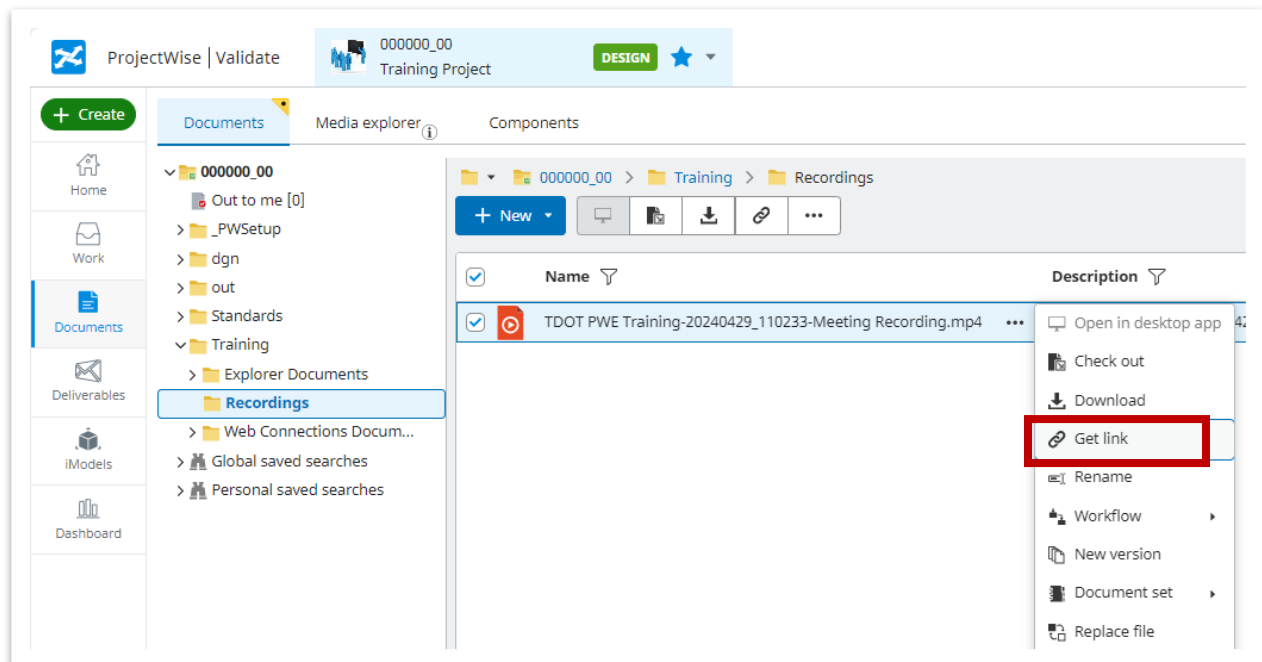 ProjectWise | Validate
000000_00
Training Project
DESIGN
+ Create
Home
Work
Documents
Deliverables
iModels
Dashboard
Documents
Media explorer
Components
000000_00
Out to me [0]
_PWSetup
dgn
out
Standards
Training
Explorer Documents
Recordings
Web Connections Docum...
Global saved searches
Personal saved searches
000000_00 > Training > Recordings
+ New
Name
Description
TDOT PWE Training-20240429_110233-Meeting Recording.mp4
Open in desktop app
Check out
Download
Get link
Rename
Workflow
New version
Document set
Replace file